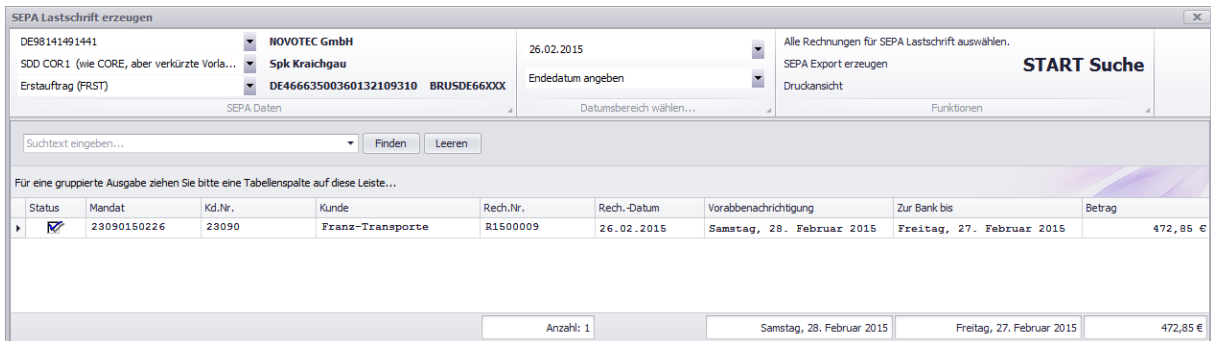 SEPA Lastschrift erzeugen
DE98141491441 NOVOTEC GmbH
SDD COR1 (wie CORE, aber verkürzte Vorla... Spk Kraichgau
Erstauftrag (FRST) DE46663500360132109310 BRUSDE66XXX
SEPA Daten
26.02.2015
Endedatum angeben
Datumsbereich wählen...
Alle Rechnungen für SEPA Lastschrift auswählen.
SEPA Export erzeugen
Druckansicht
START Suche
Funktionen
Suchtext eingeben... Finden Leeren
Für eine gruppierte Ausgabe ziehen Sie bitte eine Tabellenspalte auf diese Leiste...
Status Mandat Kd.Nr. Kunde Rech.Nr. Rech.-Datum Vorabbenachrichtigung Zur Bank bis Betrag
23090150226 23090 Franz-Transporte R1500009 26.02.2015 Samstag, 28. Februar 2015 Freitag, 27. Februar 2015 472,85 €
Anzahl: 1 Samstag, 28. Februar 2015 Freitag, 27. Februar 2015 472,85 €